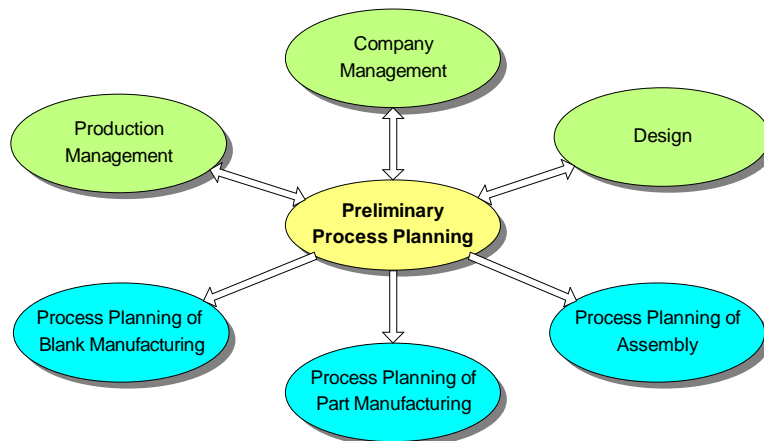 Company
Management
Production
Management
Design
Preliminary
Process Planning
Process Planning of
Blank Manufacturing
Process Planning of
Assembly
Process Planning of
Part Manufacturing